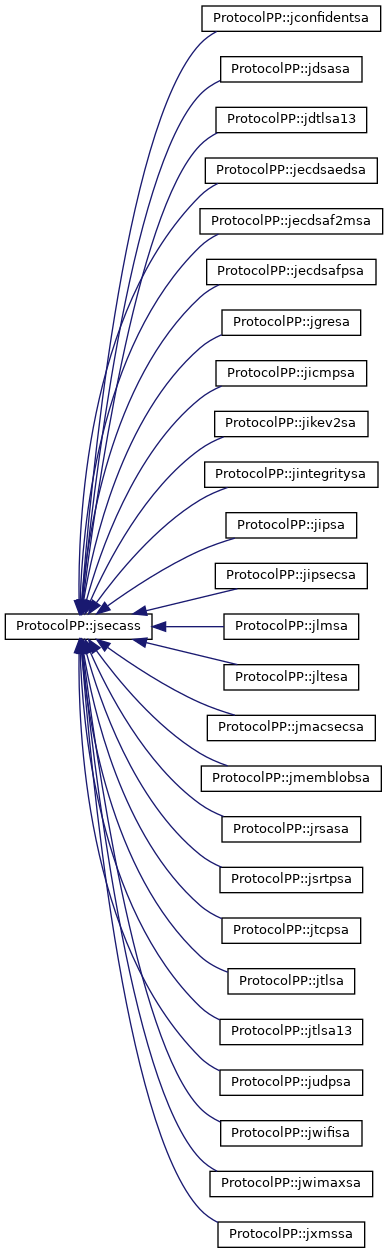 ProtocolPP::jconfidentsa
ProtocolPP::jdsasa
ProtocolPP::jdtlsa13
ProtocolPP::jecdsaedsa
ProtocolPP::jecdsaf2msa
ProtocolPP::jecdsafpsa
ProtocolPP::jgresa
ProtocolPP::jicmpsa
ProtocolPP::jikev2sa
ProtocolPP::jintegritysa
ProtocolPP::jipsa
ProtocolPP::jipsecsa
ProtocolPP::jsecass
ProtocolPP::jlmsa
ProtocolPP::jltesa
ProtocolPP::jmacsecsa
ProtocolPP::jmemblobsa
ProtocolPP::jrsasa
ProtocolPP::jsrtpsa
ProtocolPP::jtcpsa
ProtocolPP::jtlsa
ProtocolPP::jtlsa13
ProtocolPP::judpsa
ProtocolPP::jwifisa
ProtocolPP::jwimaxsa
ProtocolPP::jxmssa